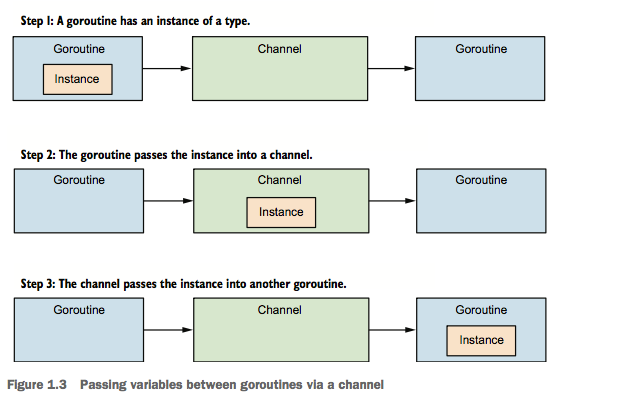 Step 1: A goroutine has an instance of a type.
Goroutine Channel Goroutine
Instance
Step 2: The goroutine passes the instance into a channel.
Goroutine Channel Goroutine
Instance
Step 3: The channel passes the instance into another goroutine.
Goroutine Channel Goroutine
Instance
Figure 1.3 Passing variables between goroutines via a channel